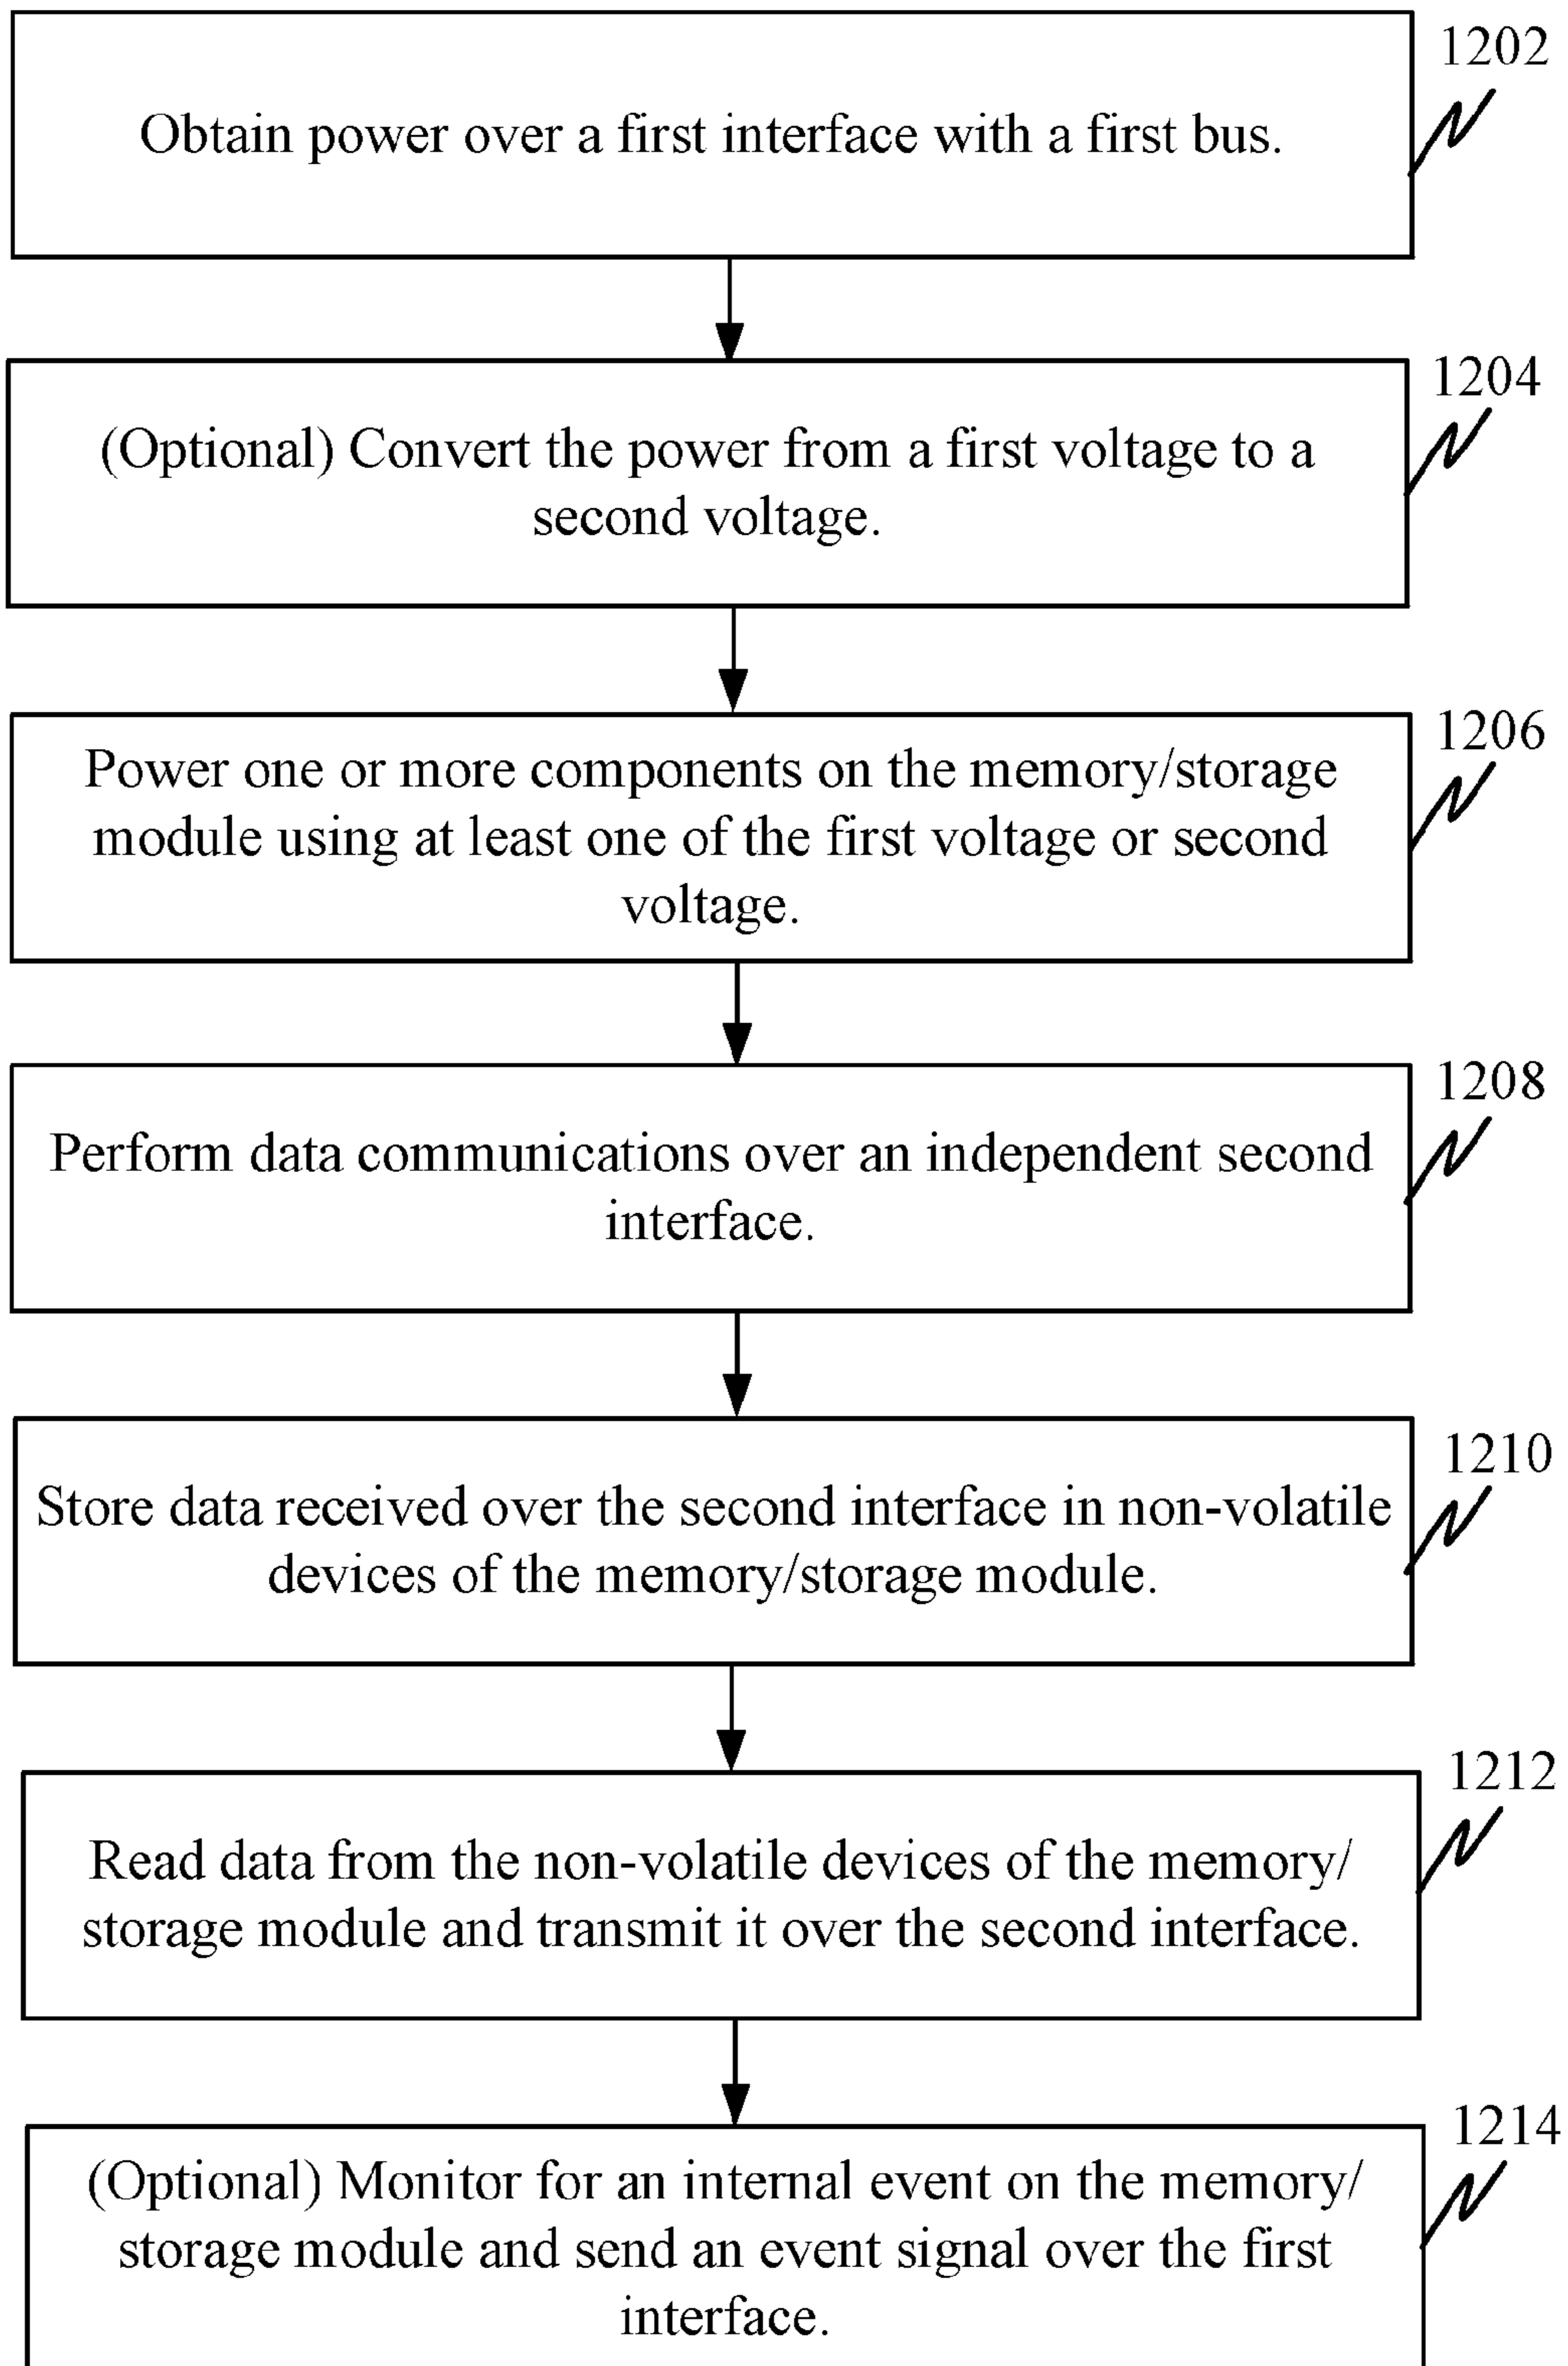 1202
Obtain power over a first interface with a first bus.
1204
(Optional) Convert the power from a first voltage to a
second voltage.
1206
Power one or more components on the memory/storage
module using at least one of the first voltage or second
voltage.
1208
Perform data communications over an independent second
interface.
1210
Store data received over the second interface in non-volatile
devices of the memory/storage module.
1212
Read data from the non-volatile devices of the memory/
storage module and transmit it over the second interface.
1214
(Optional) Monitor for an internal event on the memory/
storage module and send an event signal over the first
interface.